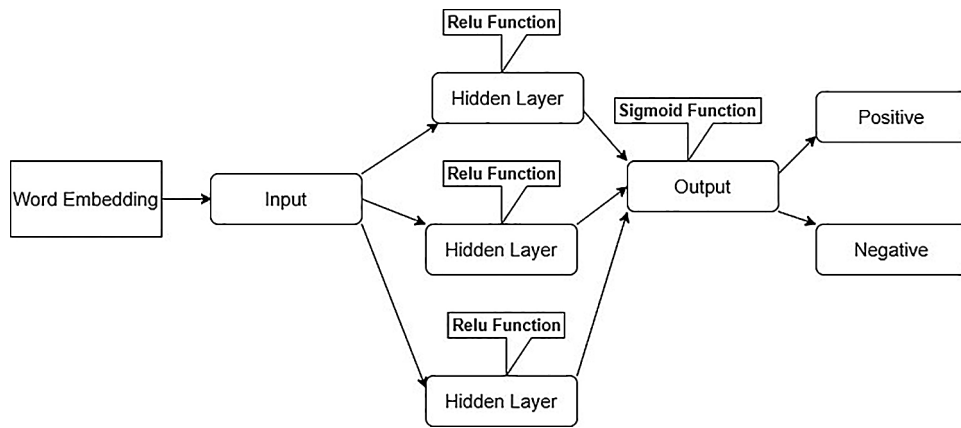 Relu Function
Hidden Layer
Sigmoid Function
Positive
Word Embedding
Input
Relu Function
Output
Hidden Layer
Negative
Relu Function
Hidden Layer